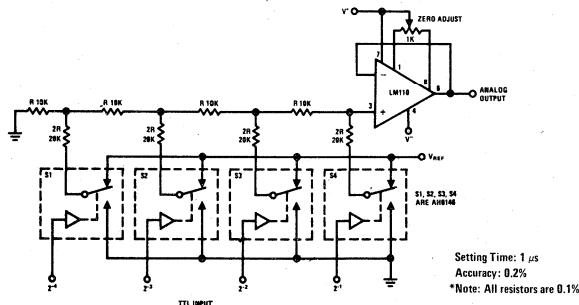 V+
ZERO ADJUST
1K
7
1
8
LM110
6
ANALOG
OUTPUT
3
4
V-
R 10K
R 10K
R 10K
R 10K
2R
20K
2R
20K
2R
20K
2R
20K
VREF
S1
S2
S3
S4
S1, S2, S3, S4
ARE AH0146
2-4
2-3
2-2
2-1
TTL INPUT
Setting Time: 1 μs
Accuracy: 0.2%
*Note: All resistors are 0.1%